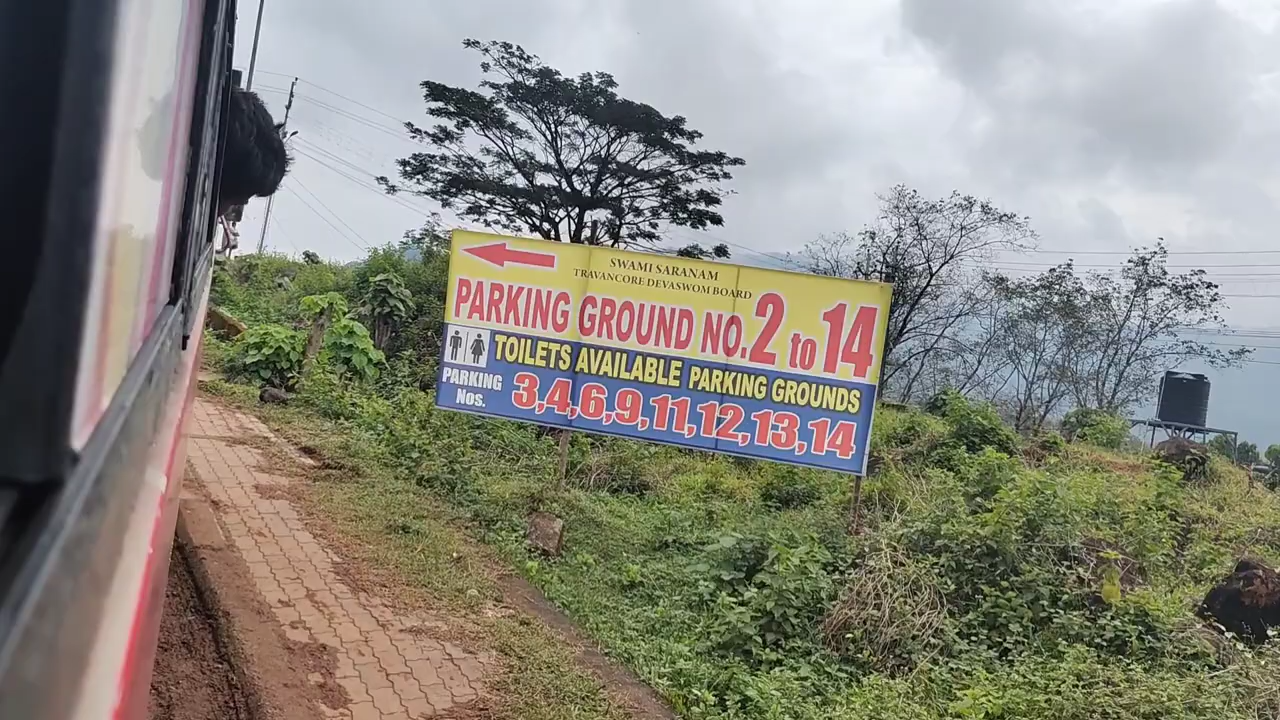 SWAMI SARANAM
TRAVANCORE DEVASWOM BOARD
PARKING GROUND NO.2 to 14
TOILETS AVAILABLE PARKING GROUNDS
PARKING
Nos.
3,4,6,9,11,12,13,14